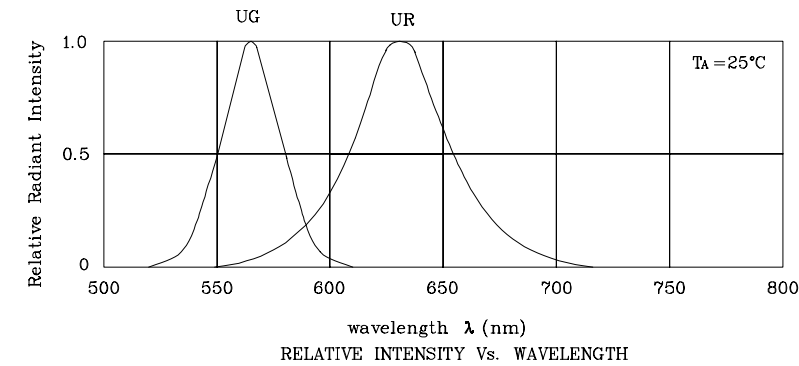 UG UR
Relative Radiant Intensity
1.0
0.5
0
TA=25°C
500 550 600 650 700 750 800
wavelength λ (nm)
RELATIVE INTENSITY Vs. WAVELENGTH